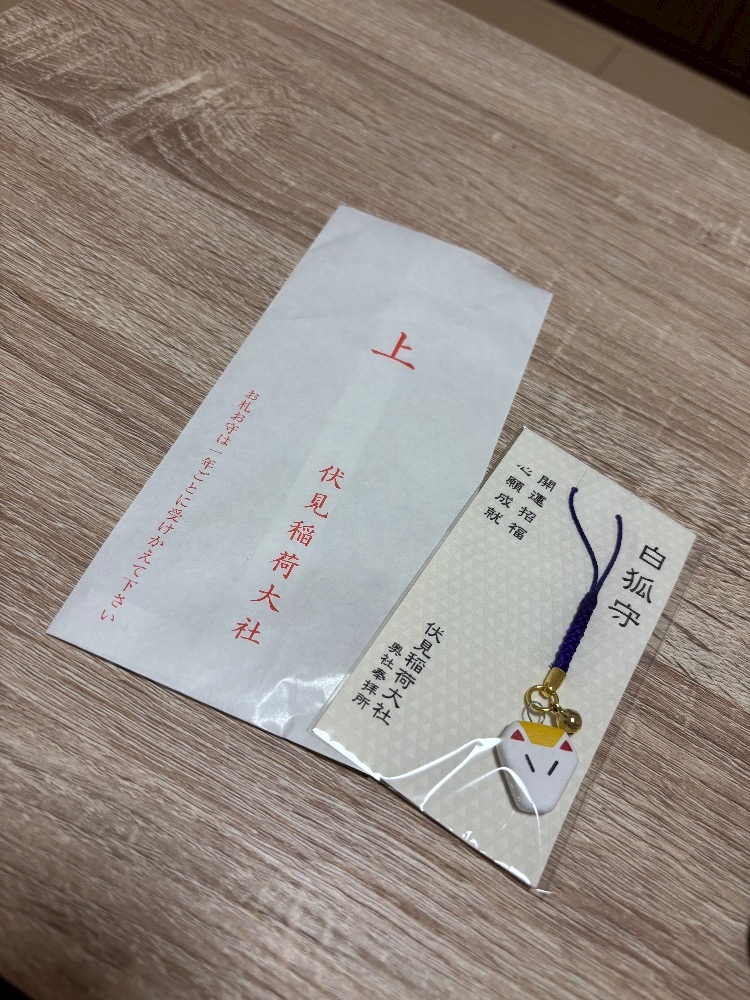 上
伏見稲荷大社
お札お守は一年ごとに受けかえて下さい
白狐守
開運招福
心願成就
伏見稲荷大社
奥社奉拝所